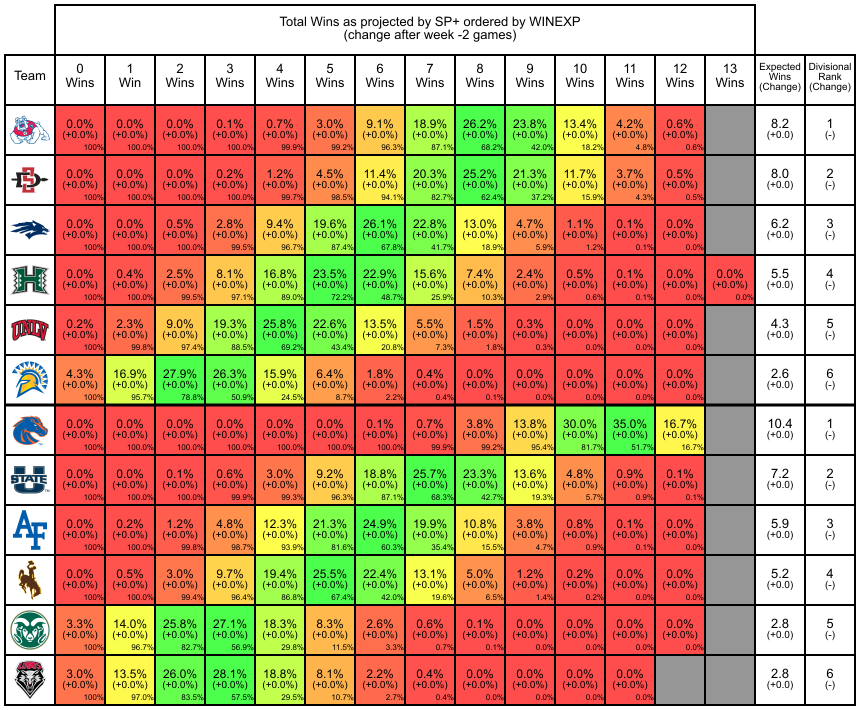 Total Wins as projected by SP+ ordered by WINEXP
(change after week -2 games)
Team 0 Wins 1 Win 2 Wins 3 Wins 4 Wins 5 Wins 6 Wins 7 Wins 8 Wins 9 Wins 10 Wins 11 Wins 12 Wins 13 Wins Expected Wins (Change) Divisional Rank (Change)
0.0% 0.0% 0.0% 0.1% 0.7% 3.0% 9.1% 18.9% 26.2% 23.8% 13.4% 4.2% 0.6% 8.2 1
(+0.0%) (+0.0%) (+0.0%) (+0.0%) (+0.0%) (+0.0%) (+0.0%) (+0.0%) (+0.0%) (+0.0%) (+0.0%) (+0.0%) (+0.0%) (+0.0) (-)
100% 100.0% 100.0% 100.0% 99.9% 99.2% 96.3% 87.1% 68.2% 42.0% 18.2% 4.8% 0.6%
SD
0.0% 0.0% 0.0% 0.2% 1.2% 4.5% 11.4% 20.3% 25.2% 21.3% 11.7% 3.7% 0.5% 8.0 2
(+0.0%) (+0.0%) (+0.0%) (+0.0%) (+0.0%) (+0.0%) (+0.0%) (+0.0%) (+0.0%) (+0.0%) (+0.0%) (+0.0%) (+0.0%) (+0.0) (-)
100% 100.0% 100.0% 100.0% 99.7% 98.5% 94.1% 82.7% 62.4% 37.2% 15.9% 4.3% 0.5%
0.0% 0.0% 0.5% 2.8% 9.4% 19.6% 26.1% 22.8% 13.0% 4.7% 1.1% 0.1% 0.0% 6.2 3
(+0.0%) (+0.0%) (+0.0%) (+0.0%) (+0.0%) (+0.0%) (+0.0%) (+0.0%) (+0.0%) (+0.0%) (+0.0%) (+0.0%) (+0.0%) (+0.0) (-)
100% 100.0% 100.0% 99.5% 96.7% 87.4% 67.8% 41.7% 18.9% 5.9% 1.2% 0.1% 0.0%
H
0.0% 0.4% 2.5% 8.1% 16.8% 23.5% 22.9% 15.6% 7.4% 2.4% 0.5% 0.1% 0.0% 0.0% 5.5 4
(+0.0%) (+0.0%) (+0.0%) (+0.0%) (+0.0%) (+0.0%) (+0.0%) (+0.0%) (+0.0%) (+0.0%) (+0.0%) (+0.0%) (+0.0%) (+0.0%) (+0.0) (-)
100% 100.0% 99.5% 97.1% 89.0% 72.2% 48.7% 25.9% 10.3% 2.9% 0.6% 0.1% 0.0% 0.0%
UNLV
0.2% 2.3% 9.0% 19.3% 25.8% 22.6% 13.5% 5.5% 1.5% 0.3% 0.0% 0.0% 0.0% 4.3 5
(+0.0%) (+0.0%) (+0.0%) (+0.0%) (+0.0%) (+0.0%) (+0.0%) (+0.0%) (+0.0%) (+0.0%) (+0.0%) (+0.0%) (+0.0%) (+0.0) (-)
100% 99.8% 97.4% 88.5% 69.2% 43.4% 20.8% 7.3% 1.8% 0.3% 0.0% 0.0% 0.0%
4.3% 16.9% 27.9% 26.3% 15.9% 6.4% 1.8% 0.4% 0.0% 0.0% 0.0% 0.0% 0.0% 2.6 6
(+0.0%) (+0.0%) (+0.0%) (+0.0%) (+0.0%) (+0.0%) (+0.0%) (+0.0%) (+0.0%) (+0.0%) (+0.0%) (+0.0%) (+0.0%) (+0.0) (-)
100% 95.7% 78.8% 50.9% 24.5% 8.7% 2.2% 0.4% 0.1% 0.0% 0.0% 0.0% 0.0%
0.0% 0.0% 0.0% 0.0% 0.0% 0.0% 0.1% 0.7% 3.8% 13.8% 30.0% 35.0% 16.7% 10.4 1
(+0.0%) (+0.0%) (+0.0%) (+0.0%) (+0.0%) (+0.0%) (+0.0%) (+0.0%) (+0.0%) (+0.0%) (+0.0%) (+0.0%) (+0.0%) (+0.0) (-)
100% 100.0% 100.0% 100.0% 100.0% 100.0% 100.0% 99.9% 99.2% 95.4% 81.7% 51.7% 16.7%
U STATE
0.0% 0.0% 0.1% 0.6% 3.0% 9.2% 18.8% 25.7% 23.3% 13.6% 4.8% 0.9% 0.1% 7.2 2
(+0.0%) (+0.0%) (+0.0%) (+0.0%) (+0.0%) (+0.0%) (+0.0%) (+0.0%) (+0.0%) (+0.0%) (+0.0%) (+0.0%) (+0.0%) (+0.0) (-)
100% 100.0% 100.0% 99.9% 99.3% 96.3% 87.1% 68.3% 42.7% 19.3% 5.7% 0.9% 0.1%
AF
0.0% 0.2% 1.2% 4.8% 12.3% 21.3% 24.9% 19.9% 10.8% 3.8% 0.8% 0.1% 0.0% 5.9 3
(+0.0%) (+0.0%) (+0.0%) (+0.0%) (+0.0%) (+0.0%) (+0.0%) (+0.0%) (+0.0%) (+0.0%) (+0.0%) (+0.0%) (+0.0%) (+0.0) (-)
100% 100.0% 99.8% 98.7% 93.9% 81.6% 60.3% 35.4% 15.5% 4.7% 0.9% 0.1% 0.0%
0.0% 0.5% 3.0% 9.7% 19.4% 25.5% 22.4% 13.1% 5.0% 1.2% 0.2% 0.0% 0.0% 5.2 4
(+0.0%) (+0.0%) (+0.0%) (+0.0%) (+0.0%) (+0.0%) (+0.0%) (+0.0%) (+0.0%) (+0.0%) (+0.0%) (+0.0%) (+0.0%) (+0.0) (-)
100% 100.0% 99.4% 96.4% 86.8% 67.4% 42.0% 19.6% 6.5% 1.4% 0.2% 0.0% 0.0%
3.3% 14.0% 25.8% 27.1% 18.3% 8.3% 2.6% 0.6% 0.1% 0.0% 0.0% 0.0% 0.0% 2.8 5
(+0.0%) (+0.0%) (+0.0%) (+0.0%) (+0.0%) (+0.0%) (+0.0%) (+0.0%) (+0.0%) (+0.0%) (+0.0%) (+0.0%) (+0.0%) (+0.0) (-)
100% 96.7% 82.7% 56.9% 29.8% 11.5% 3.3% 0.7% 0.1% 0.0% 0.0% 0.0% 0.0%
3.0% 13.5% 26.0% 28.1% 18.8% 8.1% 2.2% 0.4% 0.0% 0.0% 0.0% 0.0% 2.8 6
(+0.0%) (+0.0%) (+0.0%) (+0.0%) (+0.0%) (+0.0%) (+0.0%) (+0.0%) (+0.0%) (+0.0%) (+0.0%) (+0.0%) (+0.0) (-)
100% 97.0% 83.5% 57.5% 29.5% 10.7% 2.7% 0.4% 0.0% 0.0% 0.0% 0.0%